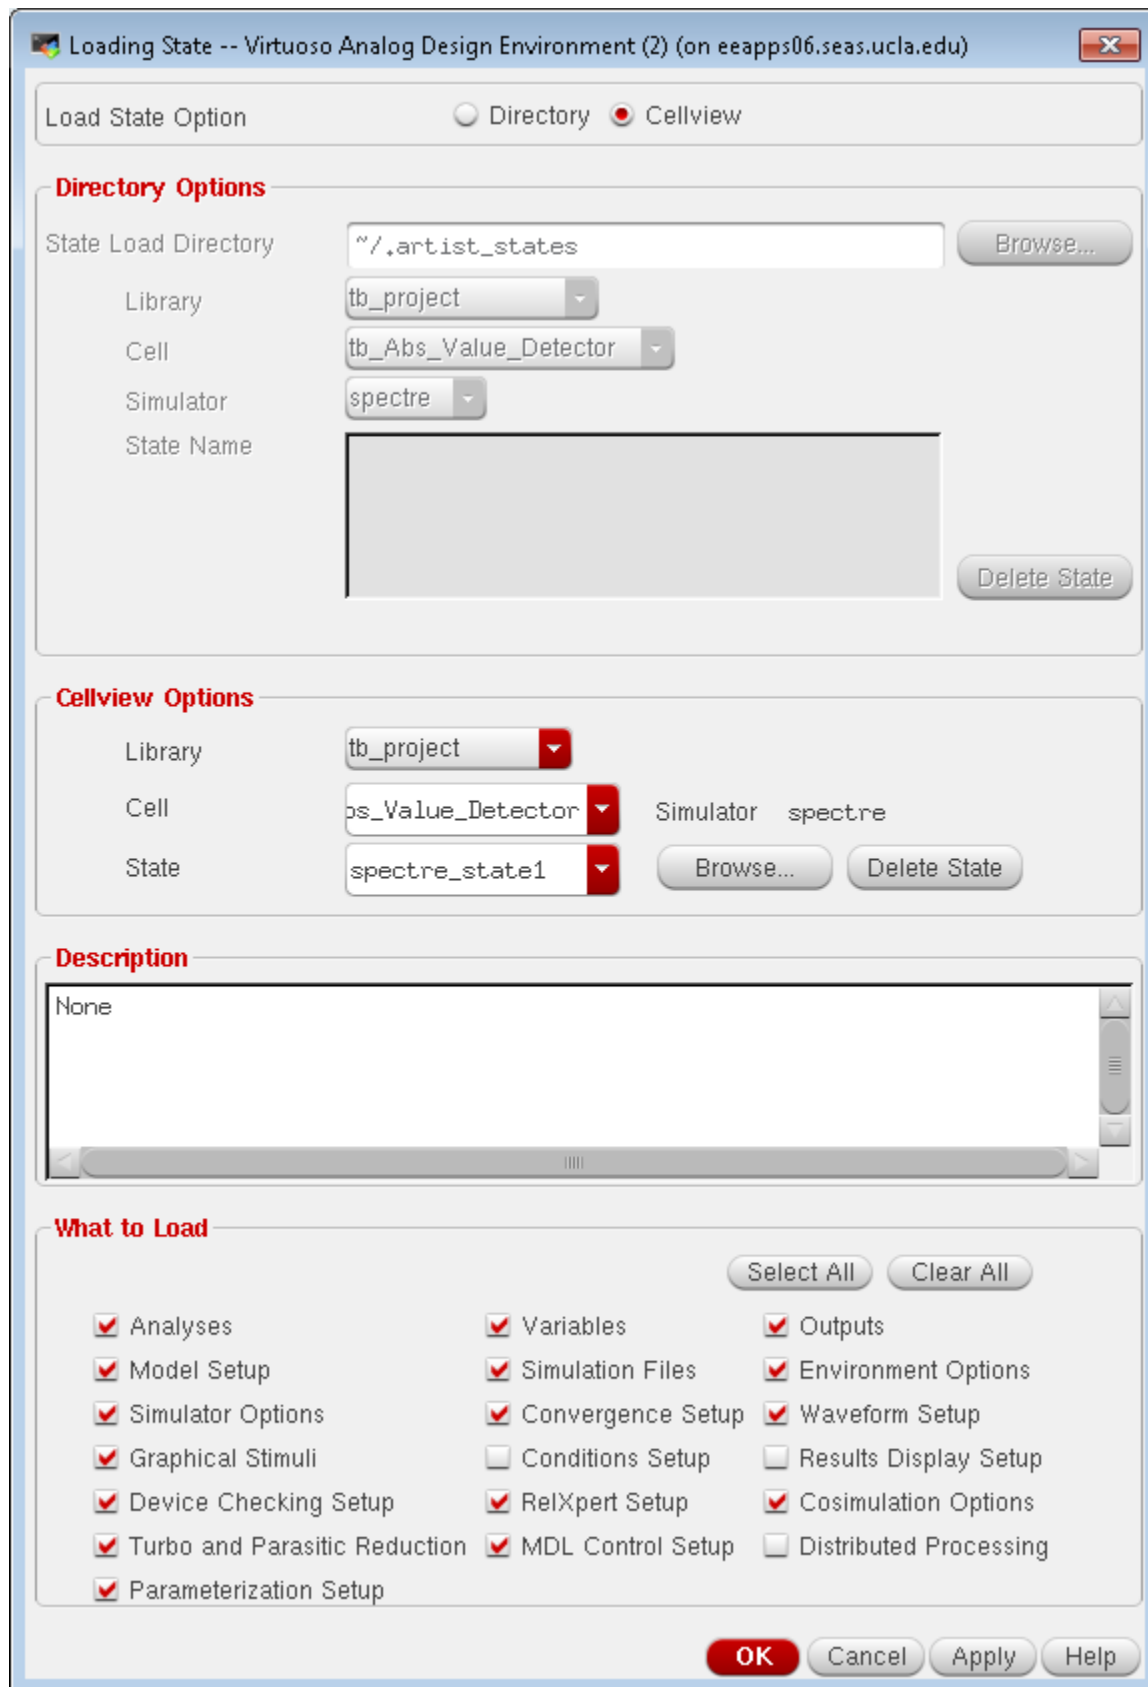 Loading State -- Virtuoso Analog Design Environment (2) (on eeapps06.seas.ucla.edu)
Load State Option Directory Cellview
Directory Options
State Load Directory ~/.artist_states Browse...
Library tb_project
Cell tb_Abs_Value_Detector
Simulator spectre
State Name
Delete State
Cellview Options
Library tb_project
Cell os_Value_Detector Simulator spectre
State spectre_state1 Browse... Delete State
Description
None
What to Load
Select All Clear All
Analyses Variables Outputs
Model Setup Simulation Files Environment Options
Simulator Options Convergence Setup Waveform Setup
Graphical Stimuli Conditions Setup Results Display Setup
Device Checking Setup RelXpert Setup Cosimulation Options
Turbo and Parasitic Reduction MDL Control Setup Distributed Processing
Parameterization Setup
OK Cancel Apply Help